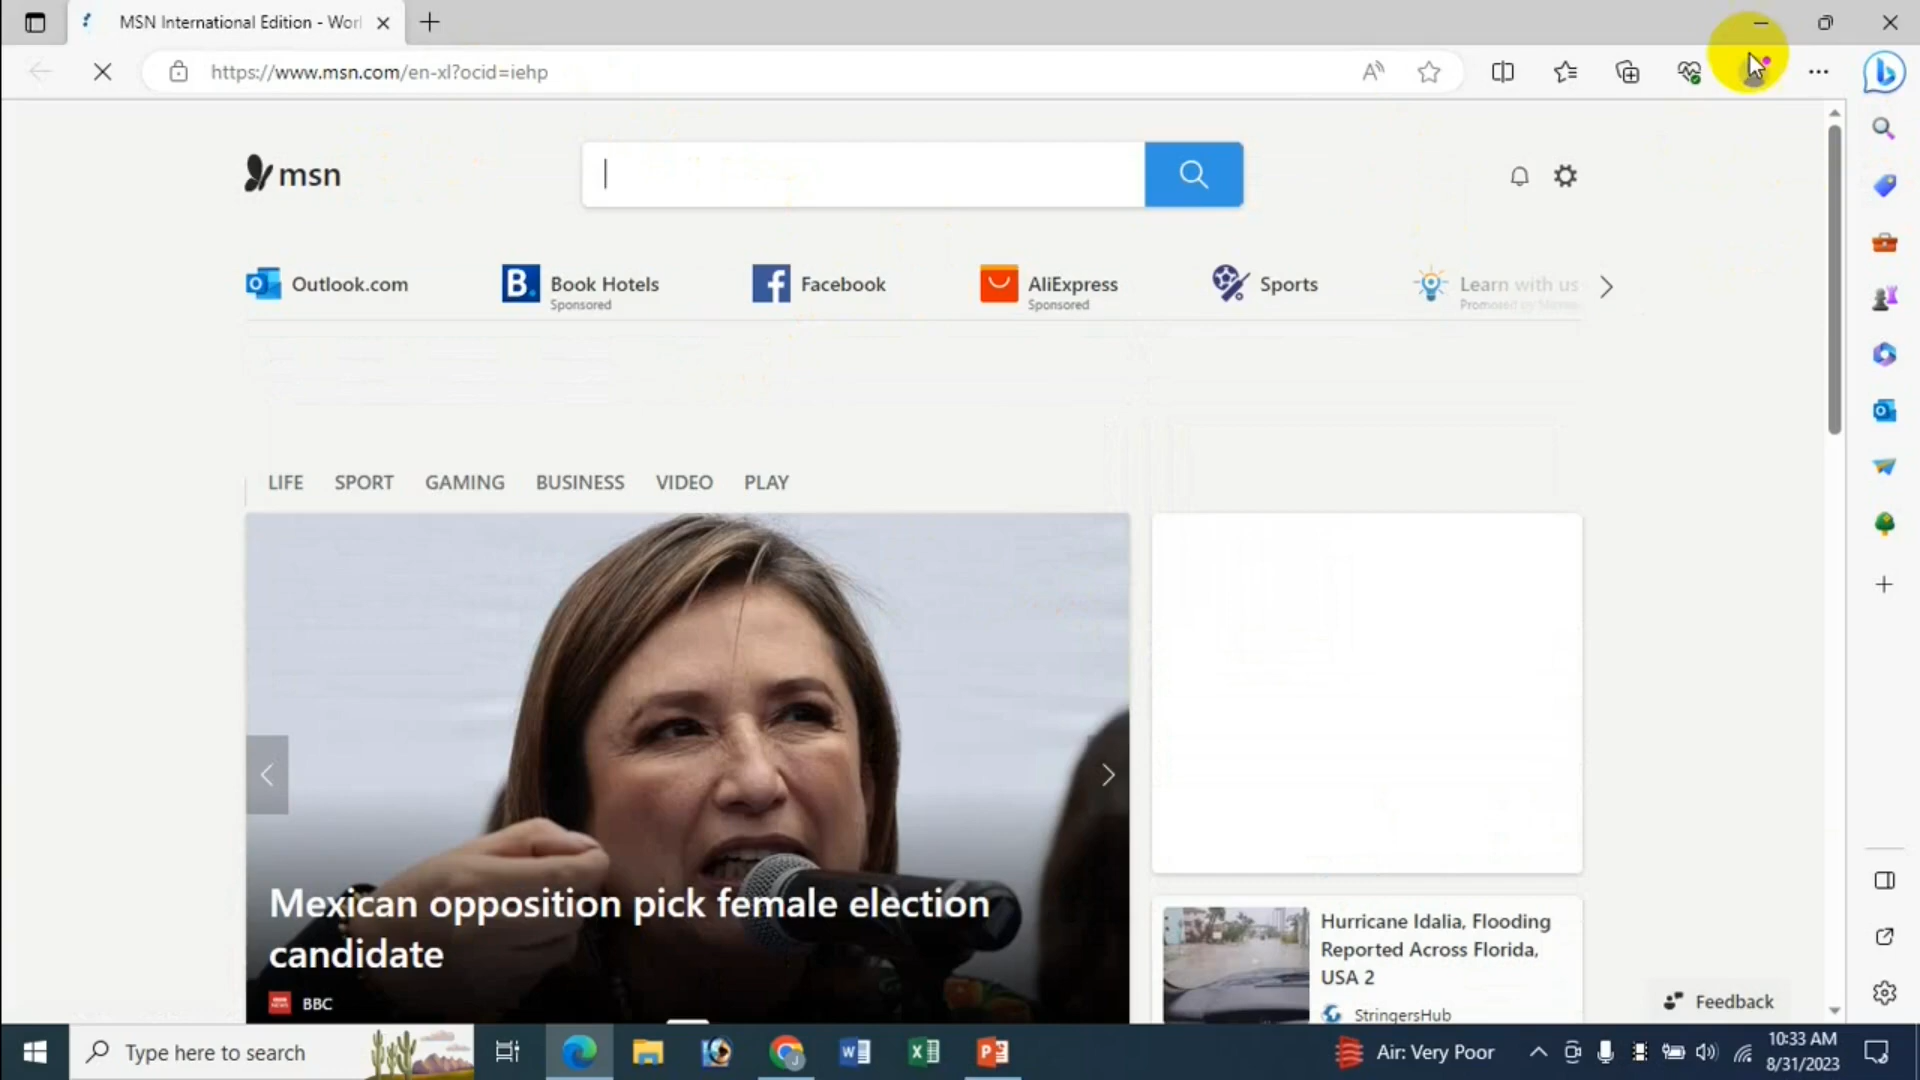 MSN International Edition - Worl
https://www.msn.com/en-xl?ocid=iehp
msn
Outlook.com
Book Hotels
Sponsored
Facebook
AliExpress
Sponsored
Sports
Learn with us
Promoted by
LIFE SPORT GAMING BUSINESS VIDEO PLAY
Mexican opposition pick female election
candidate
BBC
Hurricane Idalia, Flooding
Reported Across Florida,
USA 2
StringersHub
Feedback
Type here to search
Air: Very Poor
10:33 AM
8/31/2023